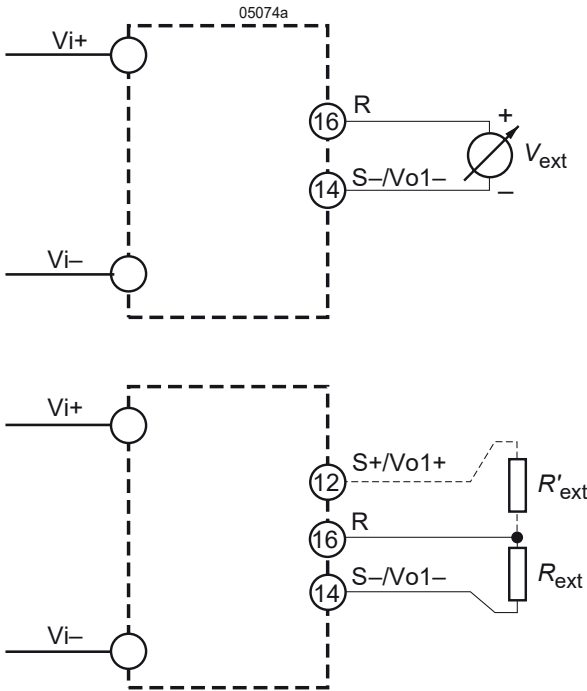 05074a
Vi+
16 R
+
Vext
14 S–/Vo1–
–
Vi–
Vi+
12 S+/Vo1+
R'ext
16 R
14 S–/Vo1–
Rext
Vi–